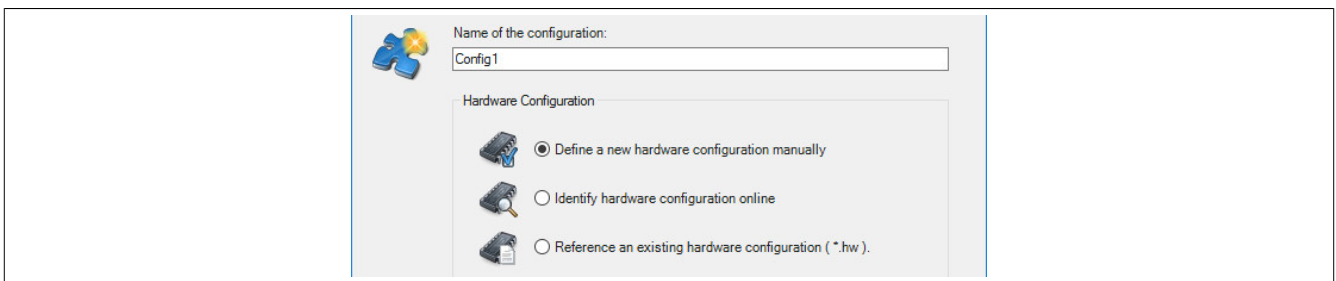 Name of the configuration:
Config1
Hardware Configuration
Define a new hardware configuration manually
Identify hardware configuration online
Reference an existing hardware configuration ( *.hw ).